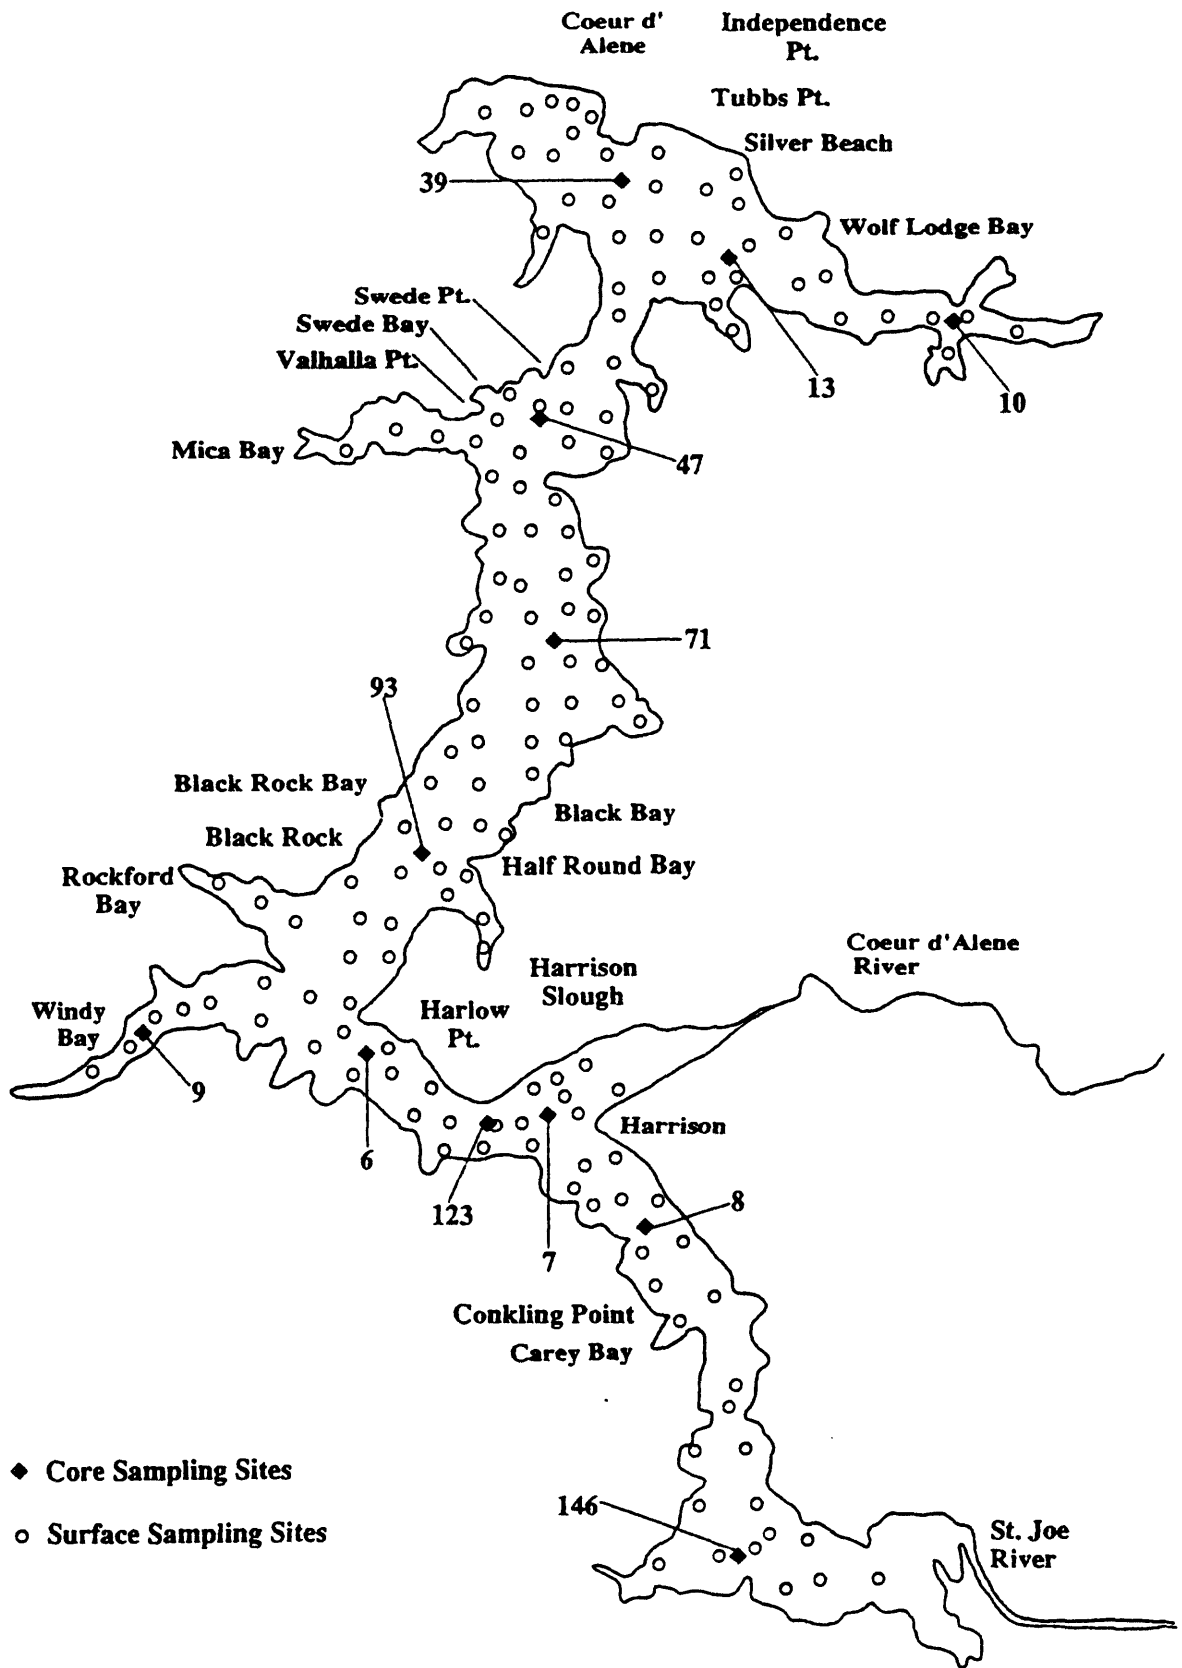 Coeur d'
Alene
Independence
Pt.
Tubbs Pt.
Silver Beach
39
Wolf Lodge Bay
Swede Pt.
Swede Bay
Valhalla Pt.
13
10
Mica Bay
47
71
93
Black Rock Bay
Black Bay
Black Rock
Half Round Bay
Rockford
Bay
Coeur d'Alene
River
Harrison
Slough
Windy
Bay
Harlow
Pt.
9
Harrison
6
123
8
7
Conkling Point
Carey Bay
Core Sampling Sites
146
Surface Sampling Sites
St. Joe
River